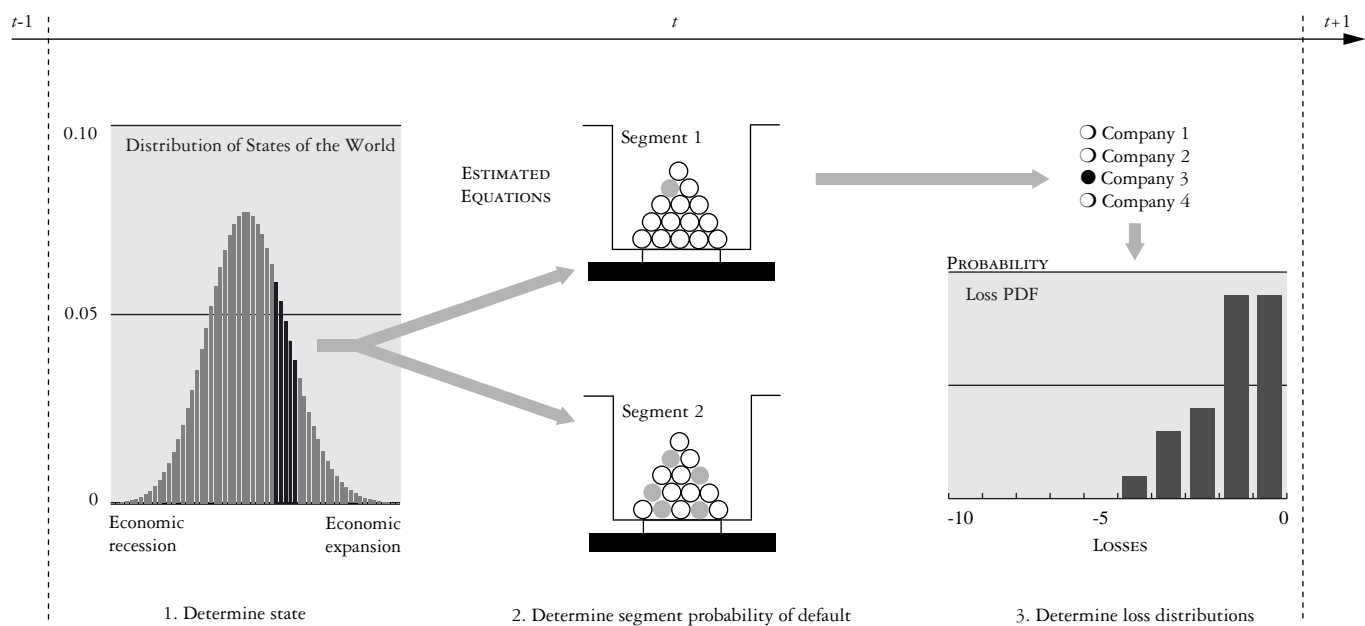 t-1
t
t+1
0.10
Distribution of States of the World
0.05
0
Economic
recession
Economic
expansion
1. Determine state
ESTIMATED
EQUATIONS
Segment 1
Segment 2
2. Determine segment probability of default
Company 1
Company 2
Company 3
Company 4
PROBABILITY
Loss PDF
-10
-5
0
LOSSES
3. Determine loss distributions